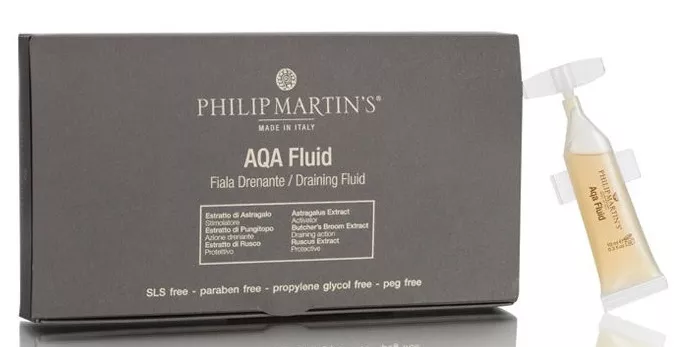 PHILIP MARTIN'S®
MADE IN ITALY
AQA Fluid
Fiala Drenante / Draining Fluid
Estratto di Astragalo
Stimolatore
Estratto di Pungitopo
Azione drenante
Estratto di Rusco
Protettivo
Astragalus Extract
Activator
Butcher's Broom Extract
Draining action
Ruscus Extract
Protective
SLS free - paraben free - propylene glycol free - peg free
PHILIP MARTIN'S
Aqa Fluid
10 ml e